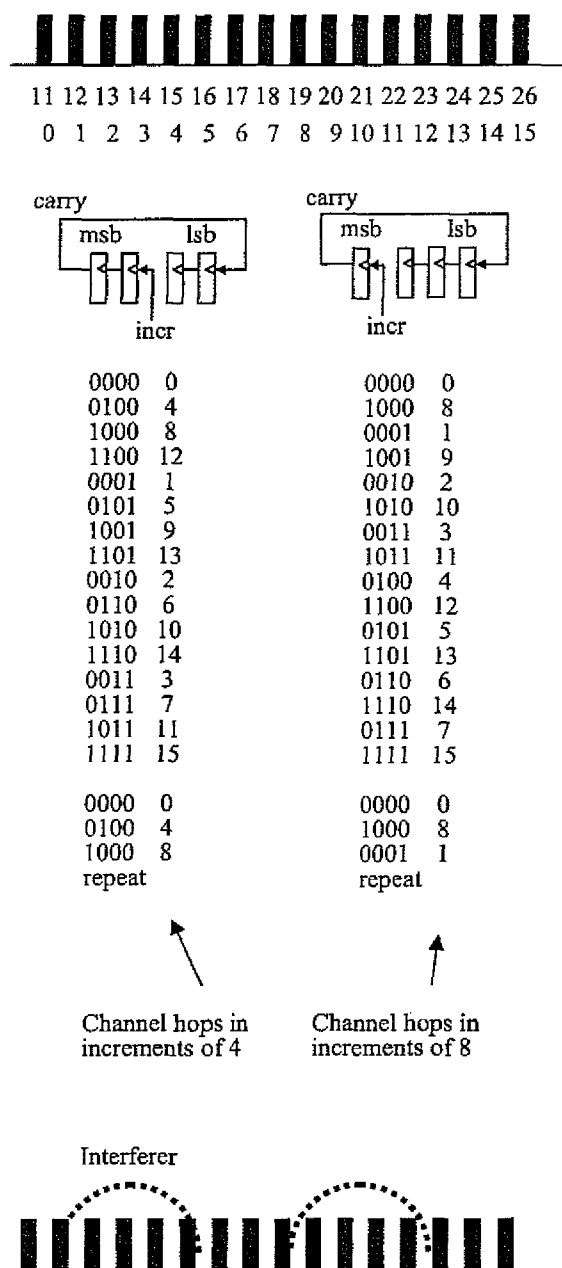 11 12 13 14 15 16 17 18 19 20 21 22 23 24 25 26
0 1 2 3 4 5 6 7 8 9 10 11 12 13 14 15
carry
msb lsb
incr
0000 0
0100 4
1000 8
1100 12
0001 1
0101 5
1001 9
1101 13
0010 2
0110 6
1010 10
1110 14
0011 3
0111 7
1011 11
1111 15
0000 0
0100 4
1000 8
repeat
Channel hops in
increments of 4
carry
msb lsb
incr
0000 0
1000 8
0001 1
1001 9
0010 2
1010 10
0011 3
1011 11
0100 4
1100 12
0101 5
1101 13
0110 6
1110 14
0111 7
1111 15
0000 0
1000 8
0001 1
repeat
Channel hops in
increments of 8
Interferer